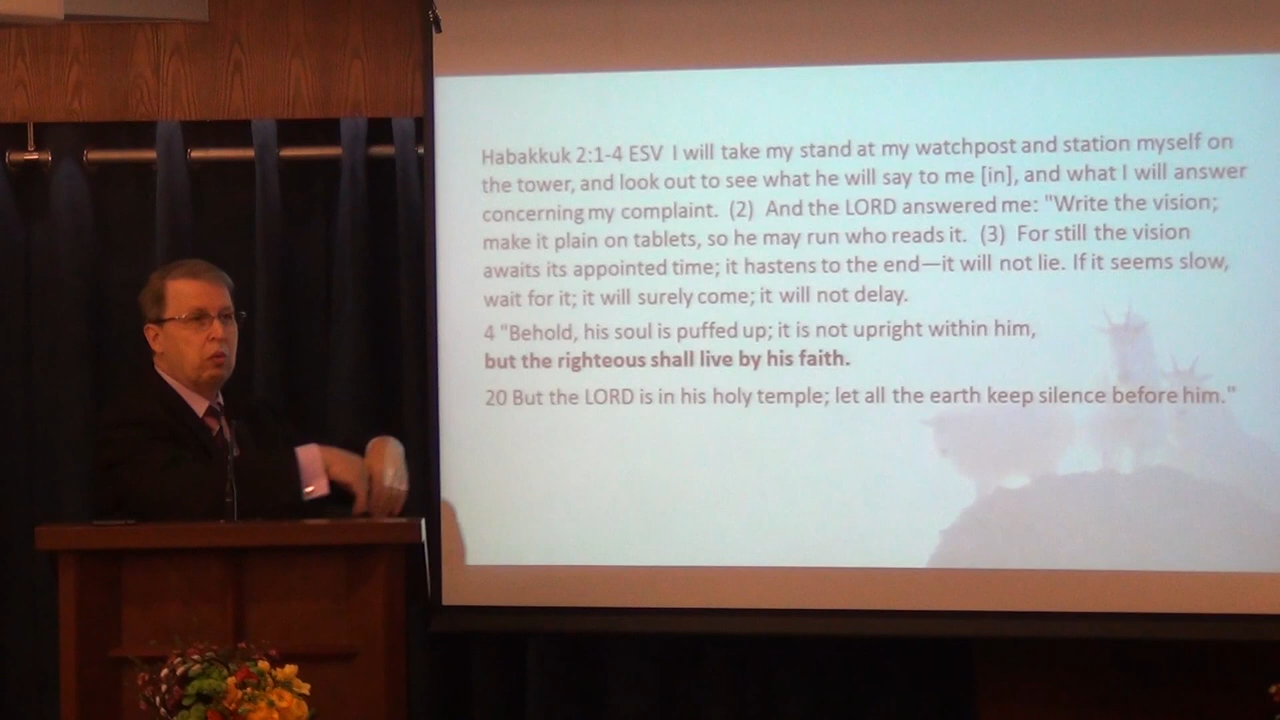 Habakkuk 2:1-4 ESV  I will take my stand at my watchpost and station myself on
the tower, and look out to see what he will say to me [in], and what I will answer
concerning my complaint.  (2)  And the LORD answered me: "Write the vision;
make it plain on tablets, so he may run who reads it.  (3)  For still the vision
awaits its appointed time; it hastens to the end—it will not lie. If it seems slow,
wait for it; it will surely come; it will not delay.
4 "Behold, his soul is puffed up; it is not upright within him,
but the righteous shall live by his faith.
20 But the LORD is in his holy temple; let all the earth keep silence before him."